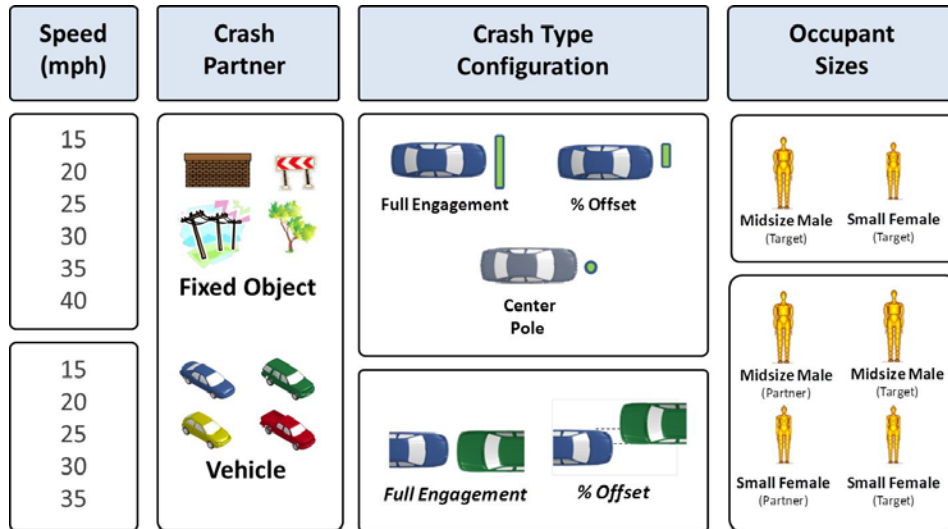 Speed
(mph)
Crash
Partner
Crash Type
Configuration
Occupant
Sizes
15
20
25
30
35
40
Fixed Object
Full Engagement
% Offset
Center
Pole
Midsize Male
(Target)
Small Female
(Target)
15
20
25
30
35
Vehicle
Full Engagement
% Offset
Midsize Male
(Partner)
Midsize Male
(Target)
Small Female
(Partner)
Small Female
(Target)